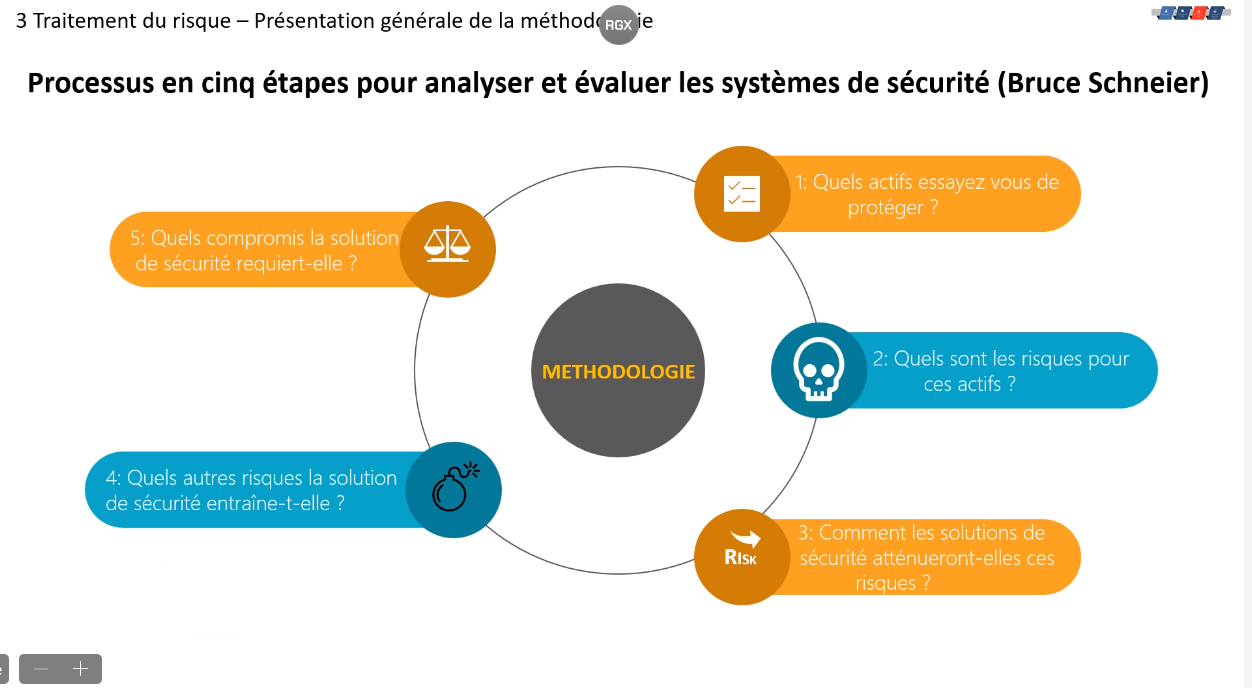 3 Traitement du risque – Présentation générale de la méthodo ie
RGX
Processus en cinq étapes pour analyser et évaluer les systèmes de sécurité (Bruce Schneier)
1: Quels actifs essayez vous de
protéger ?
2: Quels sont les risques pour
ces actifs ?
RISK
3: Comment les solutions de
sécurité atténueront-elles ces
risques ?
4: Quels autres risques la solution
de sécurité entraîne-t-elle ?
5: Quels compromis la solution
de sécurité requiert-elle ?
METHODOLOGIE